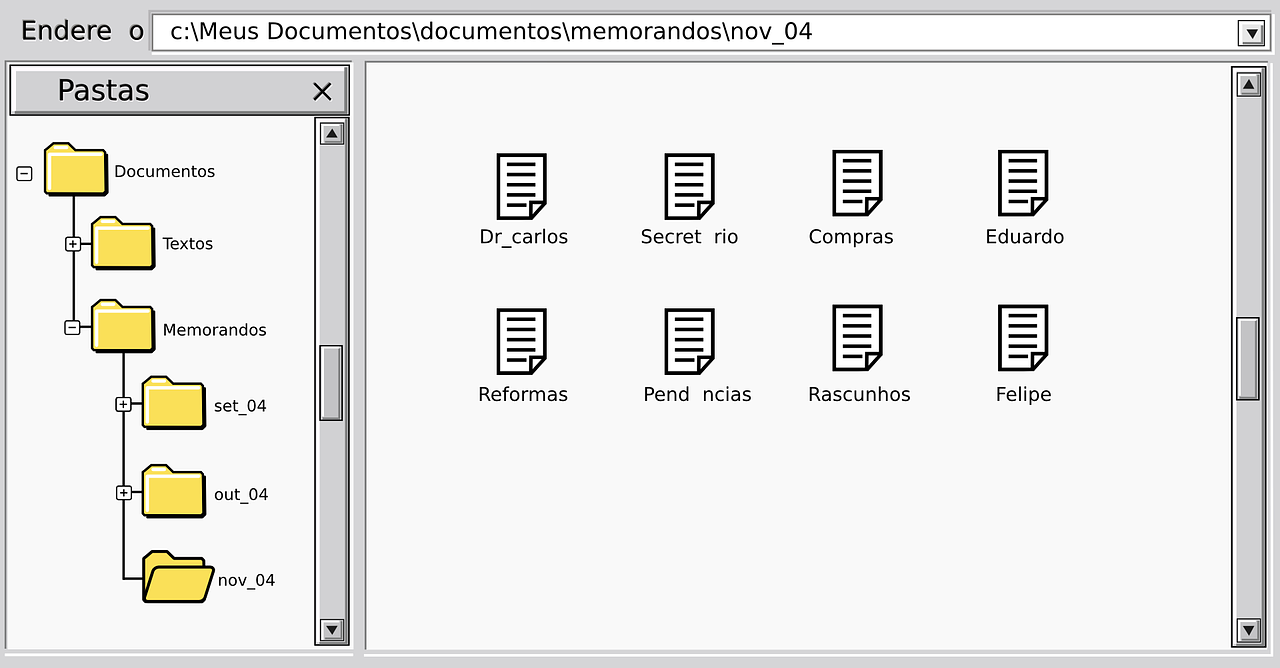 Endere o c:\Meus Documentos\documentos\memorandos\nov_04
Pastas
Documentos
Textos
Memorandos
set_04
out_04
nov_04
Dr_carlos Secret rio Compras Eduardo
Reformas Pend ncias Rascunhos Felipe